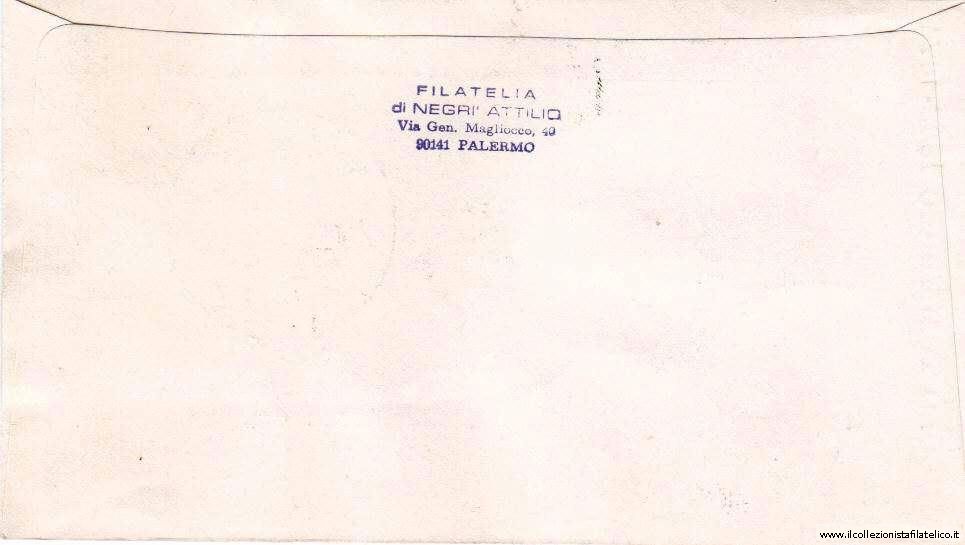 FILATELIA
di NEGRI' ATTILIO
Via Gen. Magliocco, 40
90141 PALERMO
www.ilcollezionistafilatelico.it